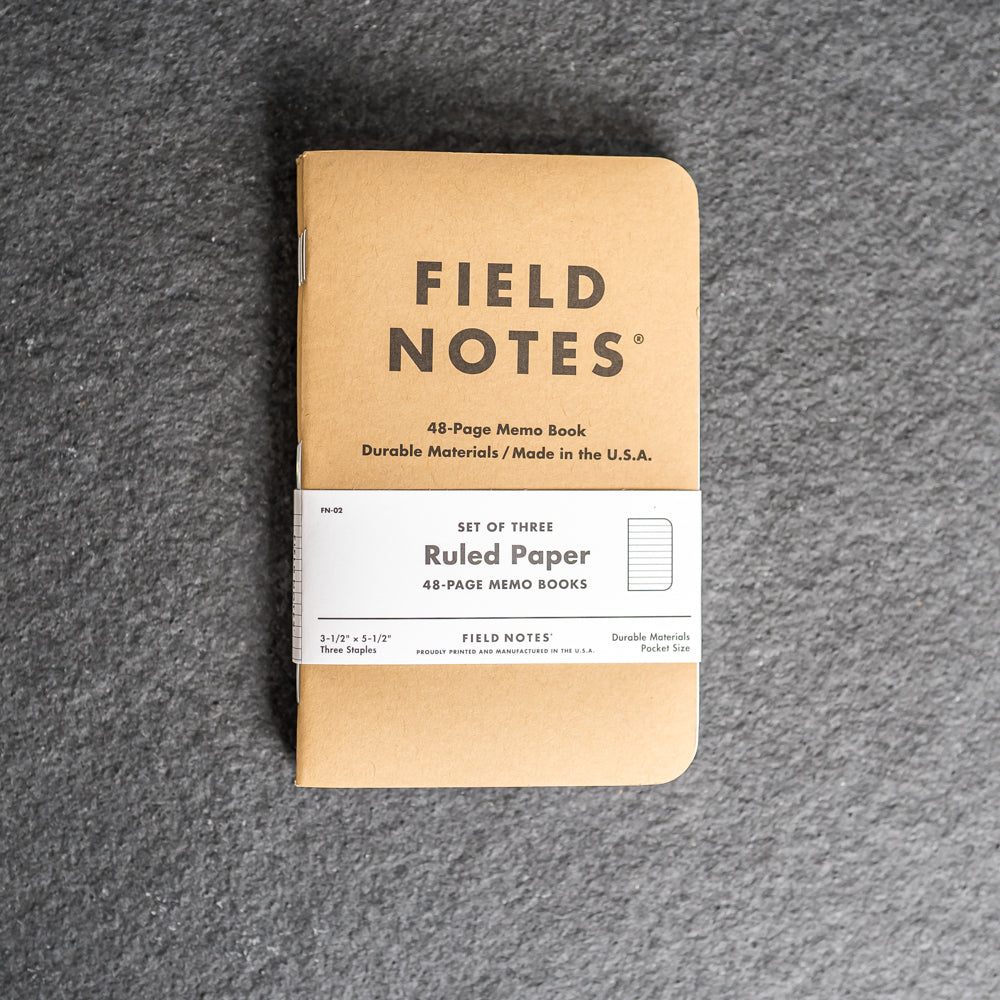 FIELD
NOTES®
48-Page Memo Book
Durable Materials / Made in the U.S.A.
FN-02
SET OF THREE
Ruled Paper
48-PAGE MEMO BOOKS
3-1/2" × 5-1/2"
Three Staples
FIELD NOTES®
PROUDLY PRINTED AND MANUFACTURED IN THE U.S.A.
Durable Materials
Pocket Size